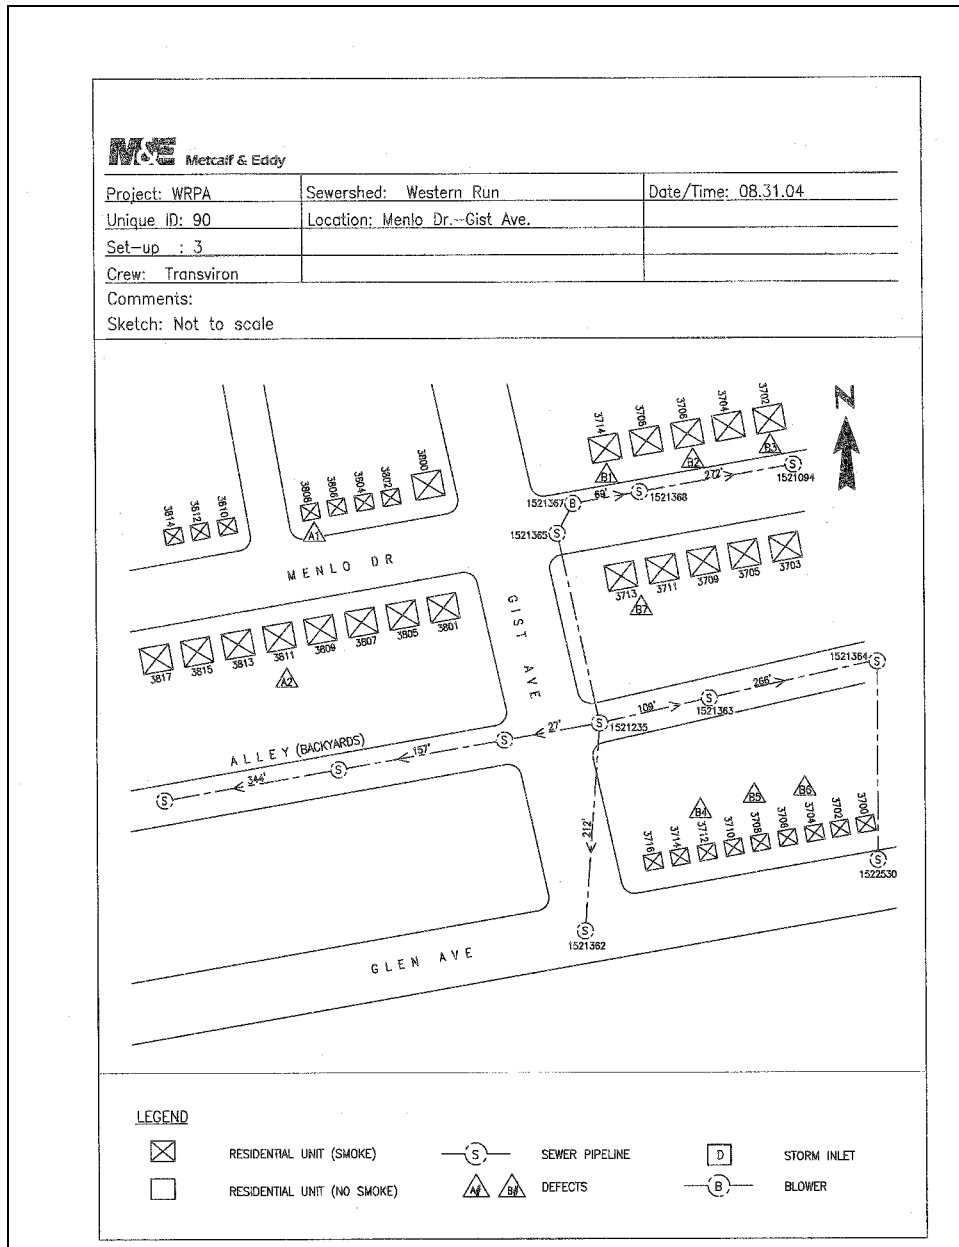 M&E Metcalf & Eddy
Project: WRPA
Sewershed: Western Run
Date/Time: 08.31.04
Unique ID: 90
Location: Menlo Dr.--Gist Ave.
Set-up : 3
Crew: Transviron
Comments:
Sketch: Not to scale
N
3714
3705
3706
3704
3702
B1
B2
B3
69'
272'
1521367
B
S
1521368
S
1521094
1521365
S
3814
3812
3810
3808
3806
3804
3802
3800
A1
MENLO DR
GIST AVE
3713
3711
3709
3705
3703
B7
3817
3815
3813
3811
3809
3807
3805
3801
A2
1521364
S
266'
S
1521363
109'
S
1521235
27'
S
ALLEY (BACKYARDS)
157'
S
344'
S
212'
B4
B5
B6
3716
3714
3712
3710
3708
3706
3704
3702
3700
S
1522530
S
1521362
GLEN AVE
LEGEND
RESIDENTIAL UNIT (SMOKE)
S
SEWER PIPELINE
D
STORM INLET
RESIDENTIAL UNIT (NO SMOKE)
A# B#
DEFECTS
B
BLOWER